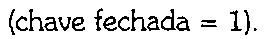 (chave fechada = 1).